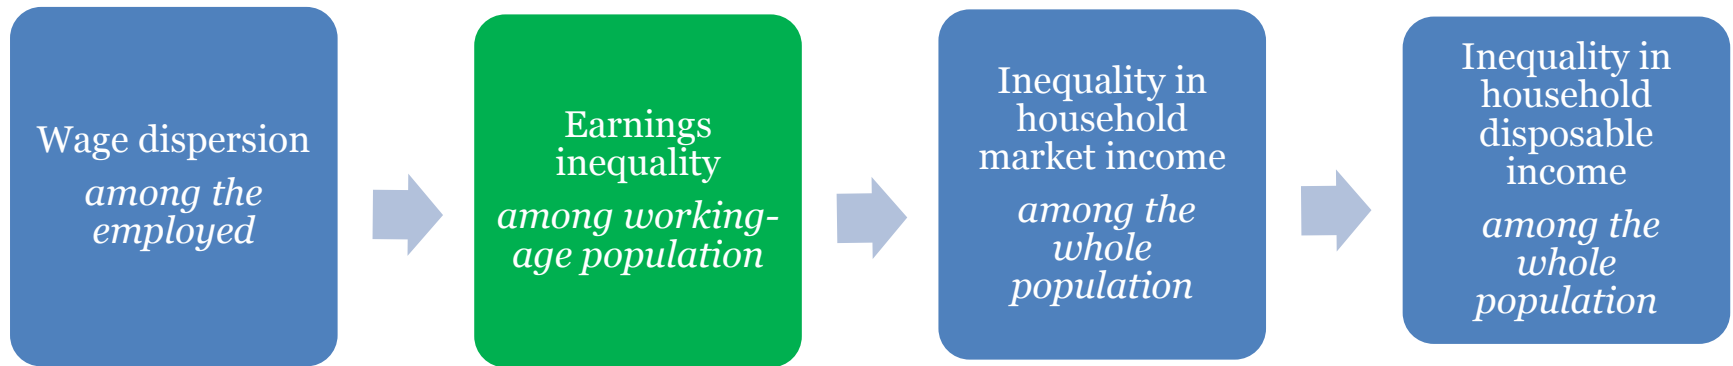 Wage dispersion
among the
employed
Earnings
inequality
among working-
age population
Inequality in
household
market income
among the
whole
population
Inequality in
household
disposable
income
among the
whole
population